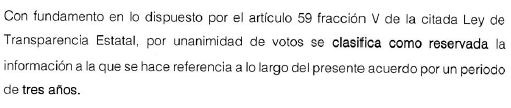 Con fundamento en lo dispuesto por el artículo 59 fracción V de la citada Ley de
Transparencia Estatal, por unanimidad de votos se clasifica como reservada la
información a la que se hace referencia a lo largo del presente acuerdo por un periodo
de tres años.